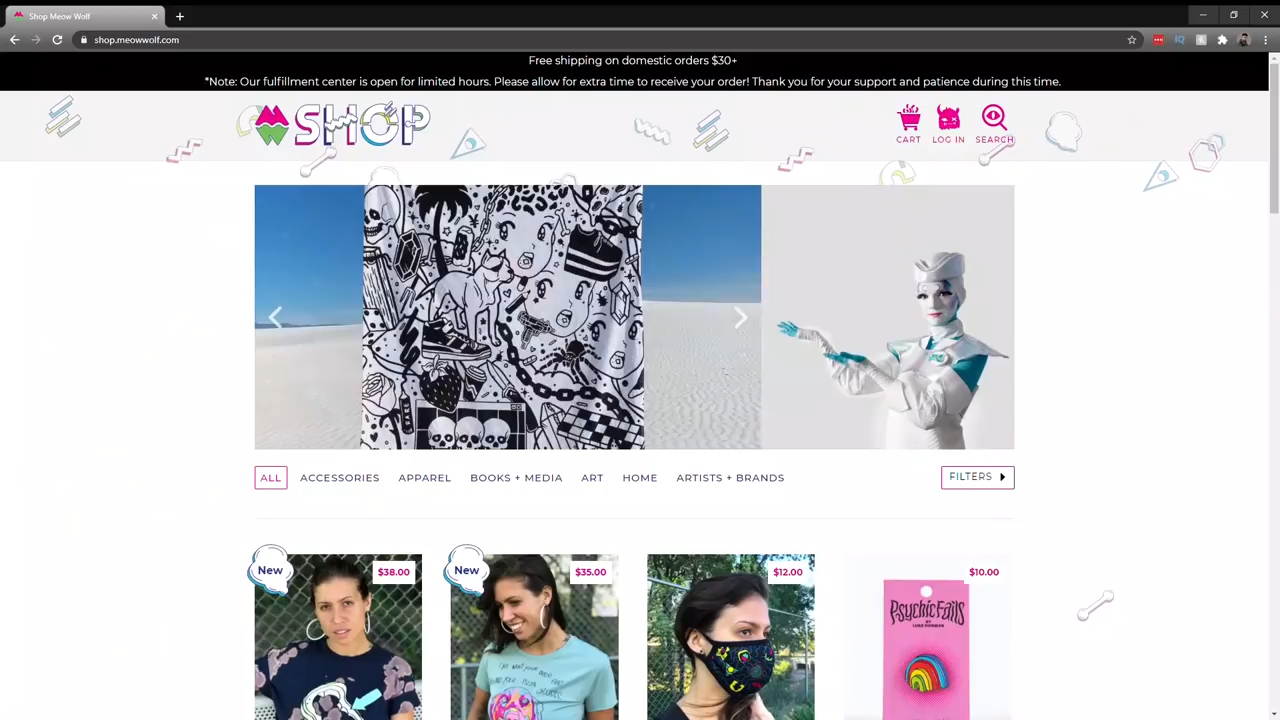 Shop Meow Wolf
shop.meowwolf.com
Free shipping on domestic orders $30+
*Note: Our fulfillment center is open for limited hours. Please allow for extra time to receive your order! Thank you for your support and patience during this time.
SHOP
CART
LOG IN
SEARCH
ALL
ACCESSORIES
APPAREL
BOOKS + MEDIA
ART
HOME
ARTISTS + BRANDS
FILTERS
New
$38.00
New
$35.00
$12.00
$10.00
PSYCHIC FAILS